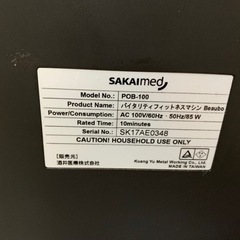 SAKAImed
Model No.: POB-100
Product Name: バイタリティフィットネスマシン Beaubo
Power/Consumption: AC 100V/60Hz・50Hz/85 W
Rated Time: 10minutes
Serial No.: SK17AE0348
CAUTION! HOUSEHOLD USE ONLY
【販売元】
酒井医療株式会社
Kuang Yu Metal Working Co., Ltd
MADE IN TAIWAN